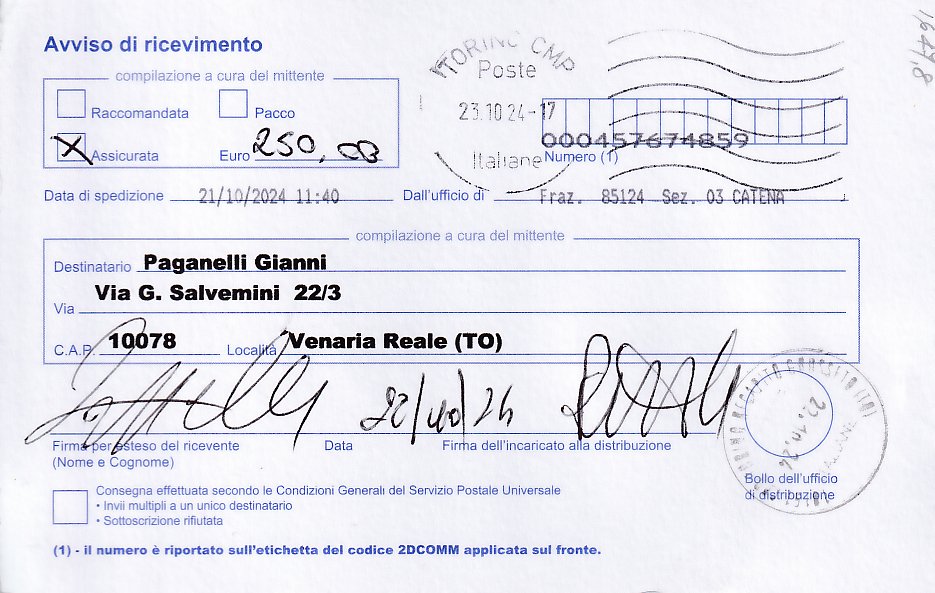 Avviso di ricevimento
compilazione a cura del mittente
Raccomandata Pacco
X Assicurata Euro 250,00
TORINO CMP
Poste
23.10.24-17
Italiane
000457674859
Numero (1)
Data di spedizione 21/10/2024 11:40 Dall'ufficio di Fraz. 85124 Sez. 03 CATENA
compilazione a cura del mittente
Destinatario Paganelli Gianni
Via G. Salvemini 22/3
Via
C.A.P. 10078 Località Venaria Reale (TO)
22/10/24
Firma per esteso del ricevente Data Firma dell'incaricato alla distribuzione
(Nome e Cognome)
22.10.24
Bollo dell'ufficio
di distribuzione
Consegna effettuata secondo le Condizioni Generali del Servizio Postale Universale
• Invii multipli a un unico destinatario
• Sottoscrizione rifiutata
(1) - il numero è riportato sull'etichetta del codice 2DCOMM applicata sul fronte.